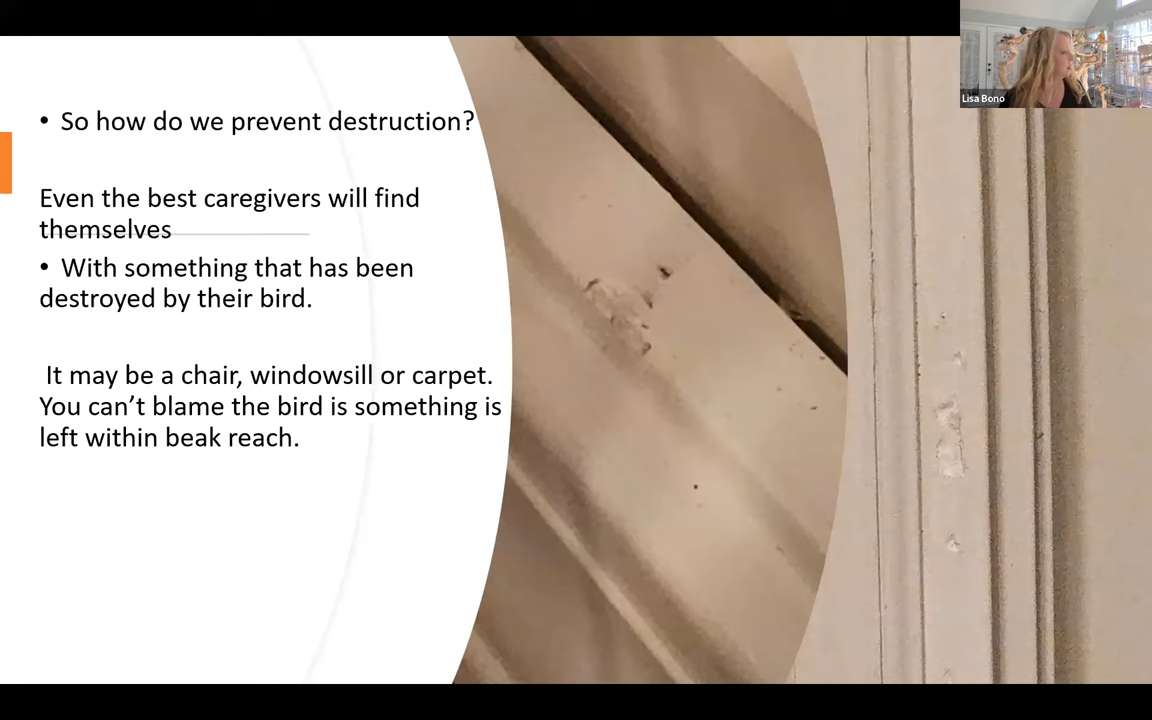 • So how do we prevent destruction?
Even the best caregivers will find
themselves
• With something that has been
destroyed by their bird.
It may be a chair, windowsill or carpet.
You can’t blame the bird is something is
left within beak reach.
Lisa Bono